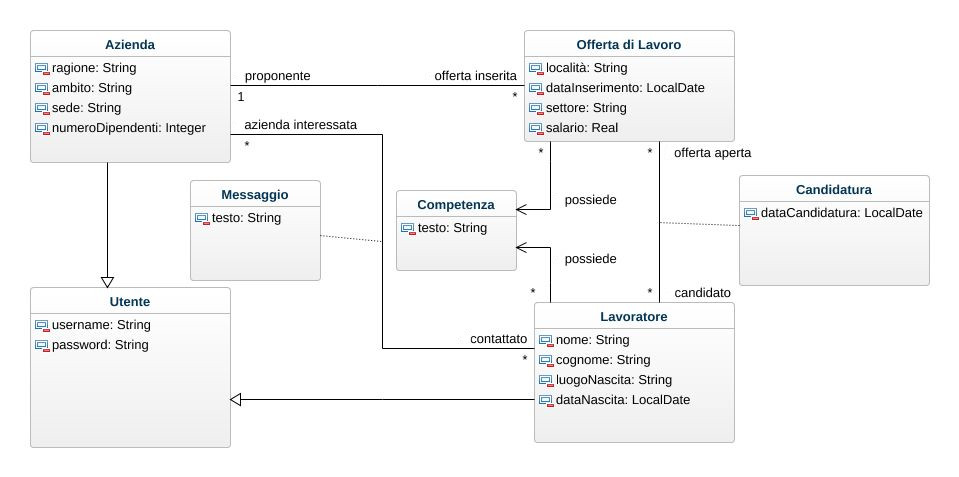 Azienda
ragione: String
ambito: String
sede: String
numeroDipendenti: Integer
proponente
1
offerta inserita
*
Offerta di Lavoro
località: String
dataInserimento: LocalDate
settore: String
salario: Real
azienda interessata
*
*
possiede
*
offerta aperta
Messaggio
testo: String
Competenza
testo: String
Candidatura
dataCandidatura: LocalDate
possiede
*
*
candidato
Utente
username: String
password: String
contattato
*
Lavoratore
nome: String
cognome: String
luogoNascita: String
dataNascita: LocalDate